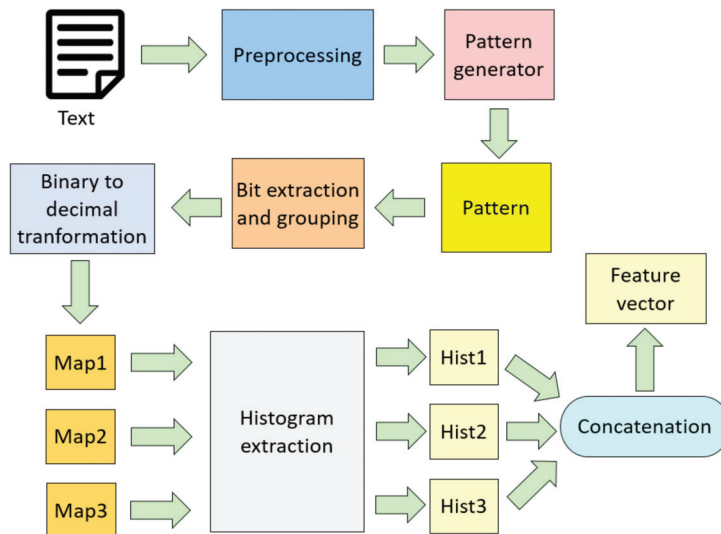 Text
Preprocessing
Pattern
generator
Binary to
decimal
tranformation
Bit extraction
and grouping
Pattern
Feature
vector
Map1
Map2
Map3
Histogram
extraction
Hist1
Hist2
Hist3
Concatenation